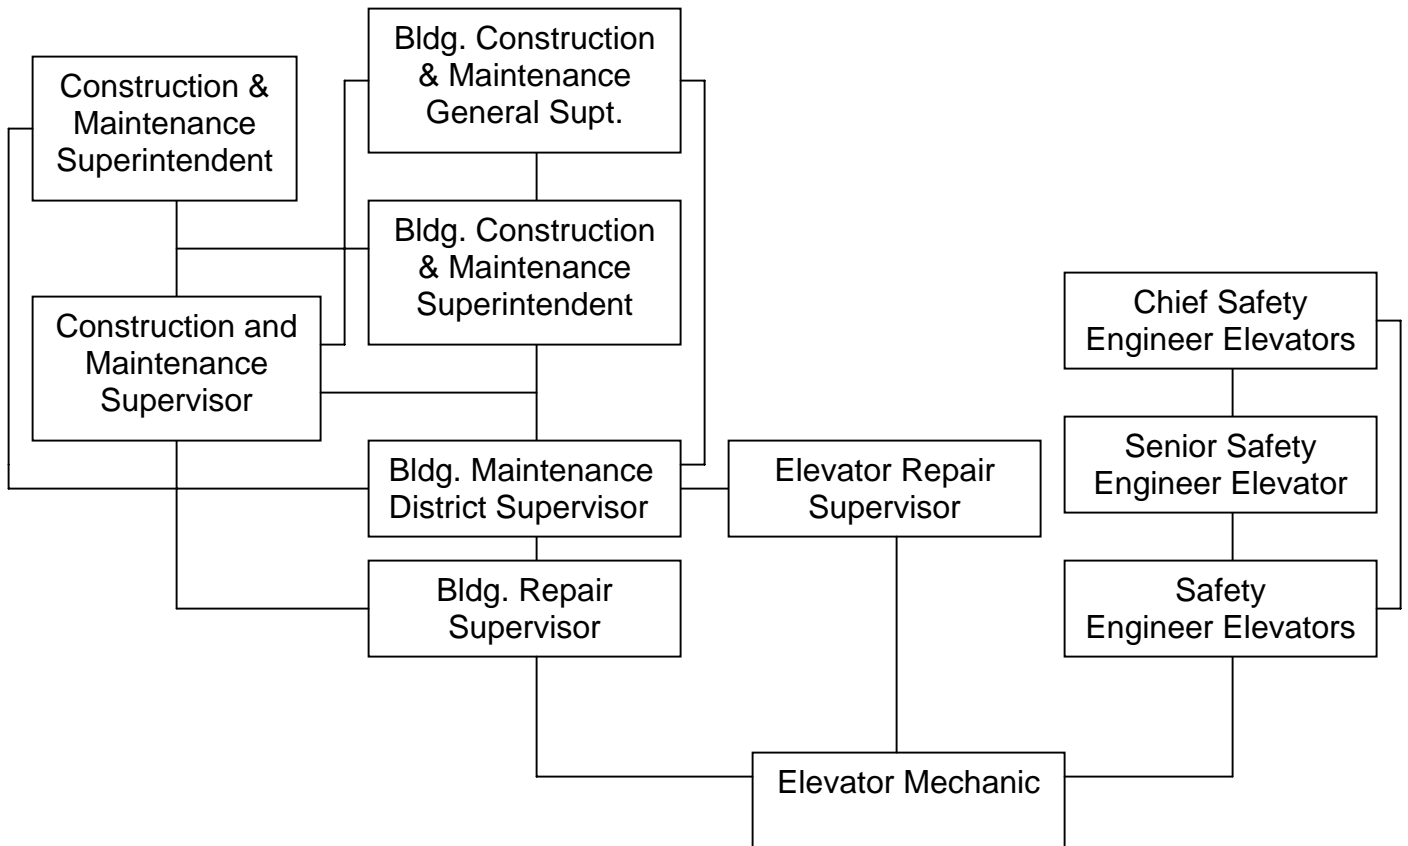 Bldg. Construction
& Maintenance
General Supt.
Construction &
Maintenance
Superintendent
Bldg. Construction
& Maintenance
Superintendent
Chief Safety
Engineer Elevators
Construction and
Maintenance
Supervisor
Senior Safety
Engineer Elevator
Bldg. Maintenance
District Supervisor
Elevator Repair
Supervisor
Bldg. Repair
Supervisor
Safety
Engineer Elevators
Elevator Mechanic